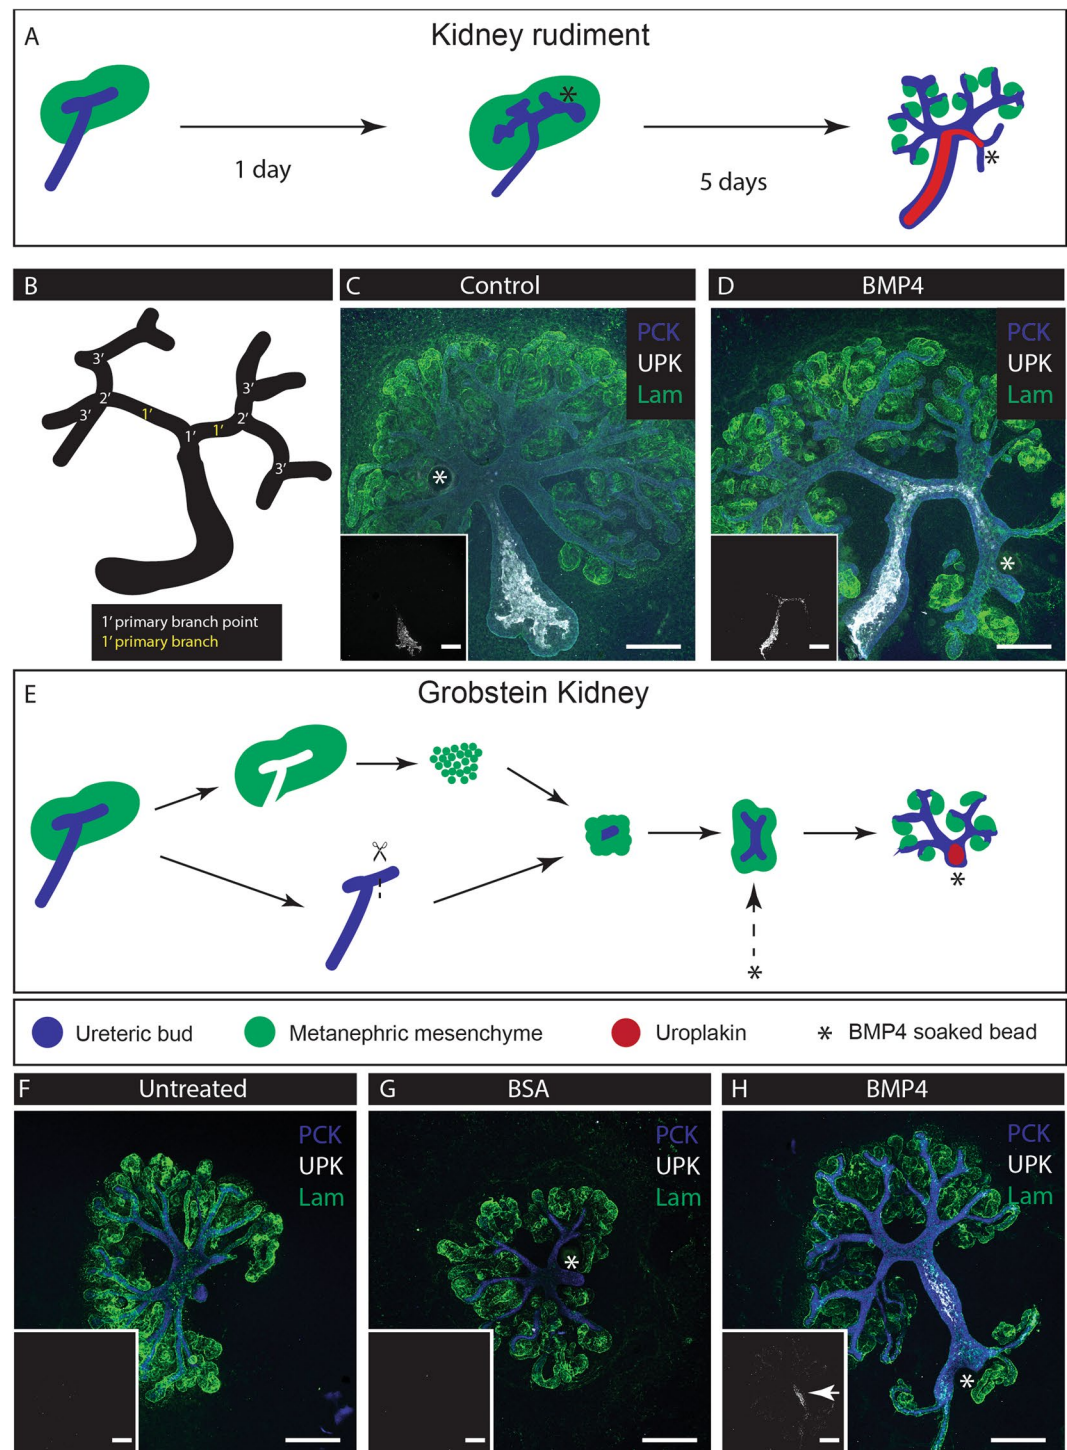 A
Kidney rudiment
*
1 day
5 days
*
B
3’
2’
3’
1’
1’
1’
3’
2’
3’
1’ primary branch point
1’ primary branch
C
Control
PCK
UPK
Lam
*
D
BMP4
PCK
UPK
Lam
*
E
Grobstein Kidney
*
*
Ureteric bud
Metanephric mesenchyme
Uroplakin
* BMP4 soaked bead
F
Untreated
PCK
UPK
Lam
G
BSA
PCK
UPK
Lam
*
H
BMP4
PCK
UPK
Lam
*